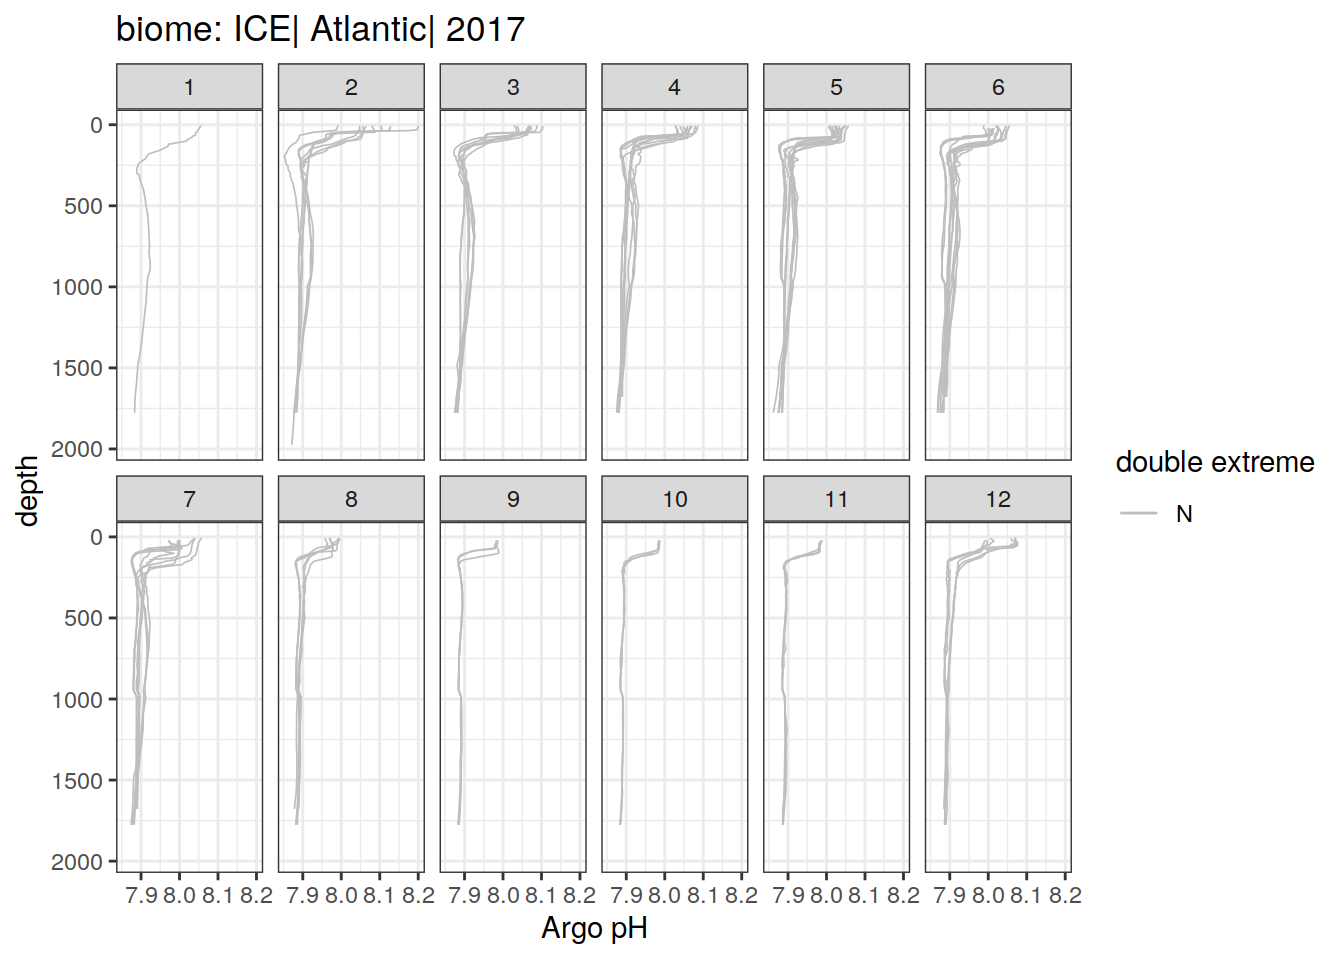 biome: ICE| Atlantic| 2017
1 2 3 4 5 6
0
500
1000
1500
2000
7 8 9 10 11 12
0
500
1000
1500
2000
7.9 8.0 8.1 8.2 7.9 8.0 8.1 8.2 7.9 8.0 8.1 8.2 7.9 8.0 8.1 8.2 7.9 8.0 8.1 8.2 7.9 8.0 8.1 8.2
Argo pH
depth
double extreme
N